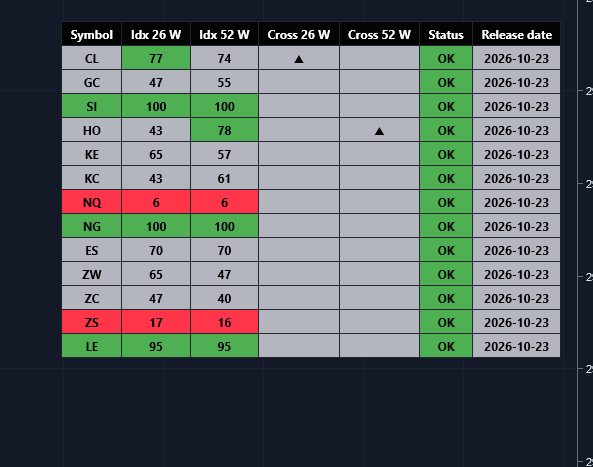 Symbol Idx 26 W Idx 52 W Cross 26 W Cross 52 W Status Release date
CL 77 74 ▲ OK 2026-10-23
GC 47 55 OK 2026-10-23
SI 100 100 OK 2026-10-23
HO 43 78 ▲ OK 2026-10-23
KE 65 57 OK 2026-10-23
KC 43 61 OK 2026-10-23
NQ 6 6 OK 2026-10-23
NG 100 100 OK 2026-10-23
ES 70 70 OK 2026-10-23
ZW 65 47 OK 2026-10-23
ZC 47 40 OK 2026-10-23
ZS 17 16 OK 2026-10-23
LE 95 95 OK 2026-10-23